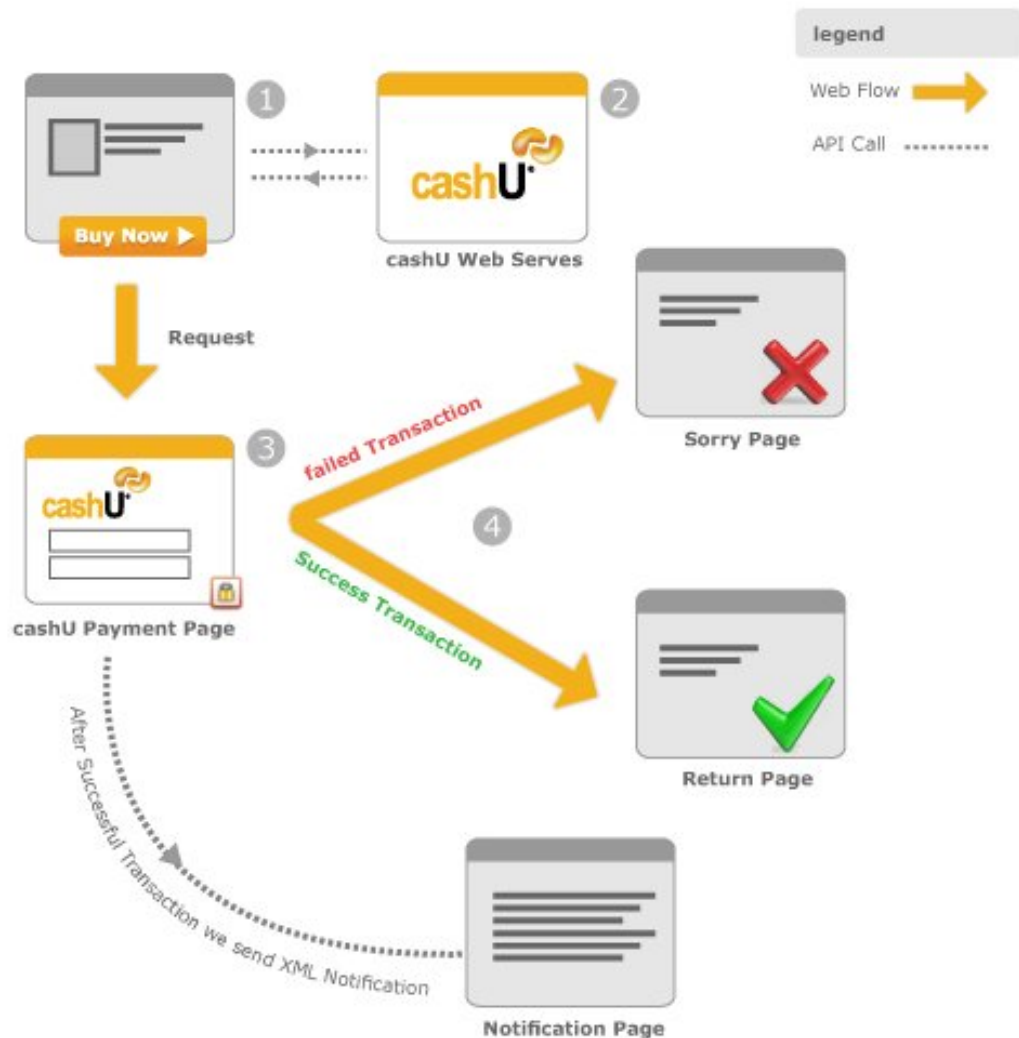 legend
Web Flow
API Call
1
2
cashU
Buy Now
cashU Web Serves
Request
failed Transaction
Sorry Page
3
cashU
4
Success Transaction
cashU Payment Page
Return Page
After Successful Transaction we send XML Notification
Notification Page